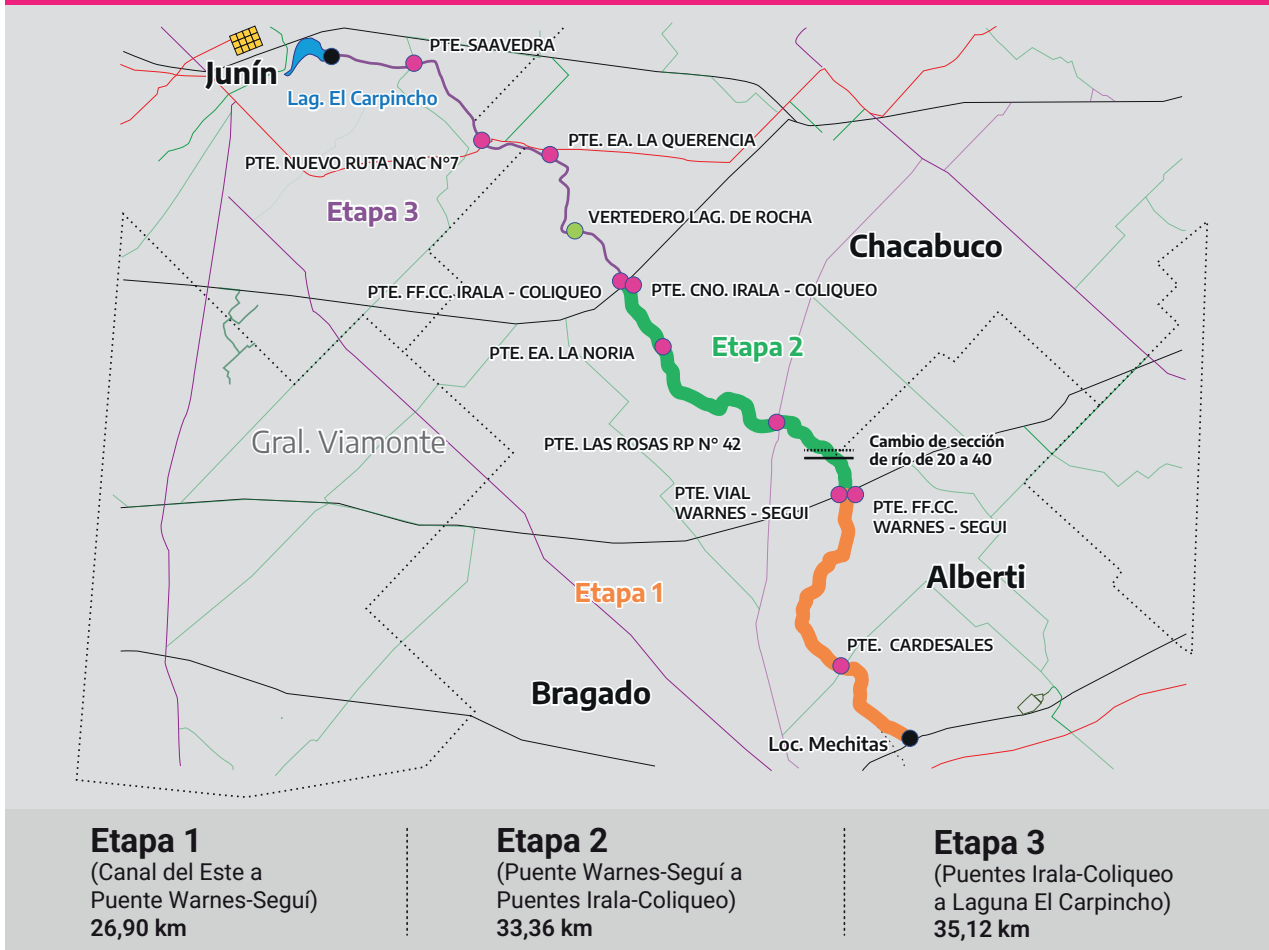 PTE. SAAVEDRA
Junín
Lag. El Carpincho
PTE. EA. LA QUERENCIA
PTE. NUEVO RUTA NAC N°7
Etapa 3
VERTEDERO LAG. DE ROCHA
Chacabuco
PTE. FF.CC. IRALA - COLIQUEO
PTE. CNO. IRALA - COLIQUEO
PTE. EA. LA NORIA
Etapa 2
Gral. Viamonte
PTE. LAS ROSAS RP N° 42
Cambio de sección
de río de 20 a 40
PTE. VIAL
WARNES - SEGUI
PTE. FF.CC.
WARNES - SEGUI
Alberti
Etapa 1
PTE. CARDESALES
Bragado
Loc. Mechitas
Etapa 1
(Canal del Este a
Puente Warnes-Seguí)
26,90 km
Etapa 2
(Puente Warnes-Seguí a
Puentes Irala-Coliqueo)
33,36 km
Etapa 3
(Puentes Irala-Coliqueo
a Laguna El Carpincho)
35,12 km